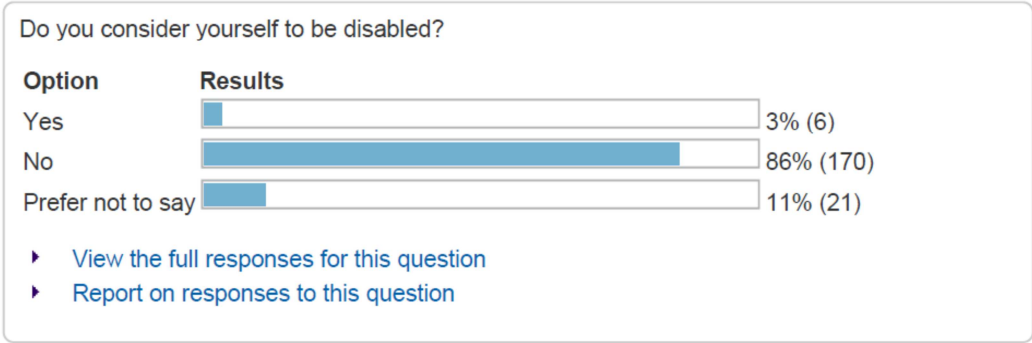 Do you consider yourself to be disabled?
Option Results
Yes 3% (6)
No 86% (170)
Prefer not to say 11% (21)
View the full responses for this question
Report on responses to this question